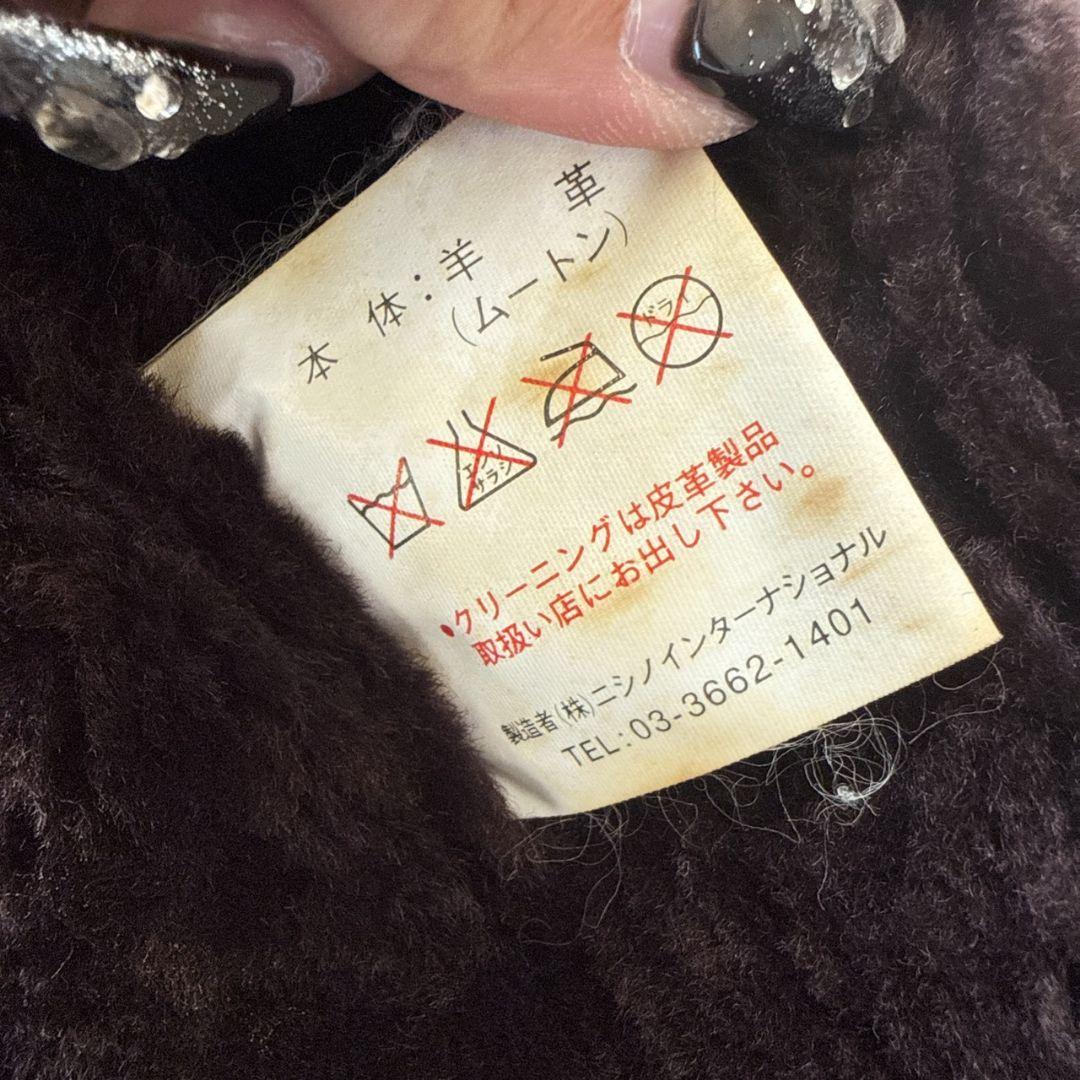 本体：羊革
（ムートン）
エンソ
サラシ
ドライ
・クリーニングは皮革製品
取扱い店にお出し下さい。
製造者（株）ニシノインターナショナル
TEL：03-3662-1401